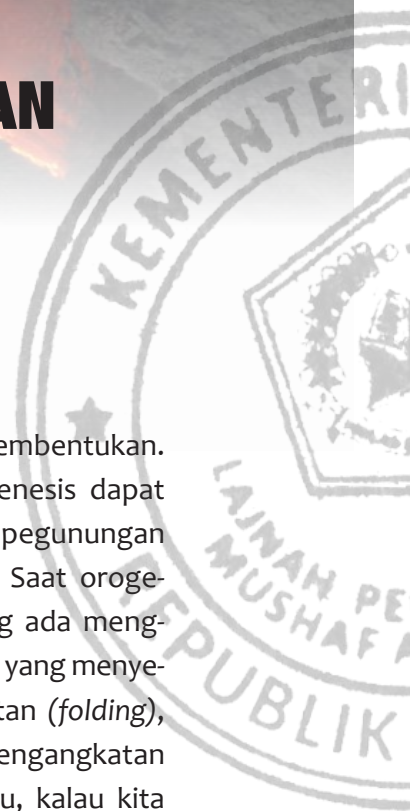 AN
KEMENTERI
embentukan.
enesis dapat
pegunungan
Saat oroge-
g ada meng-
yang menye-
tan (folding),
engangkatan
u, kalau kita
LAJNAH PE
MUSHAF A
REPUBLIK